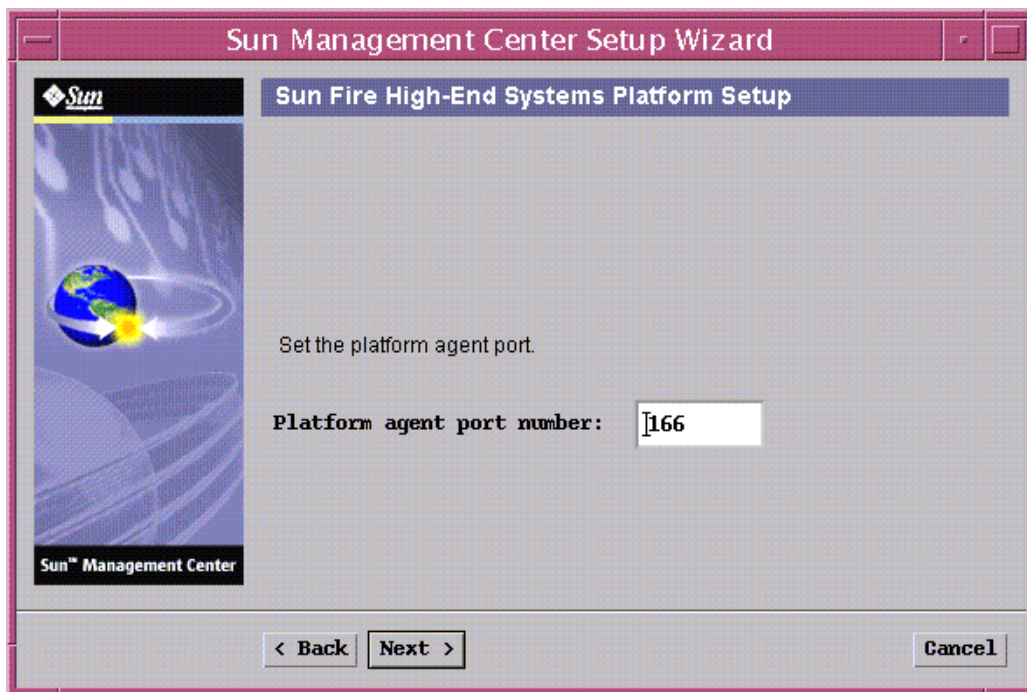 Sun Management Center Setup Wizard
Sun
Sun Fire High-End Systems Platform Setup
Set the platform agent port.
Platform agent port number: 166
Sun™ Management Center
< Back Next > Cancel